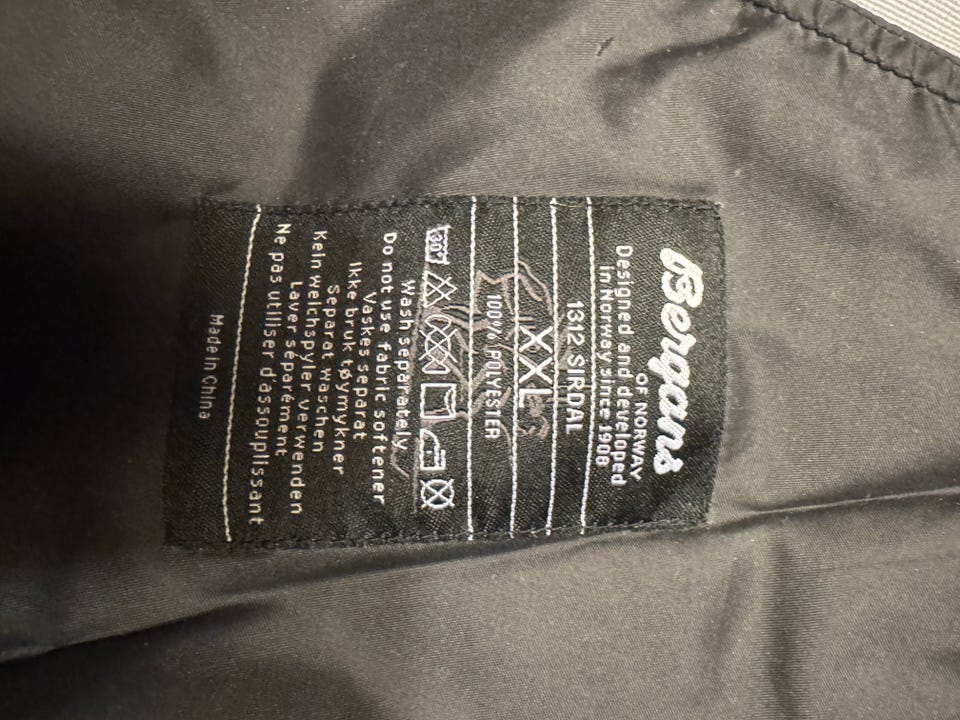 Bergans
OF NORWAY
Designed and developed
in Norway since 1908
1312 SIRDAL
XXL
100% POLYESTER
30°
Wash separately
Do not use fabric softener
Vaskes separat
Ikke bruk tøymykner
Separat waschen
Kein weichspyler verwenden
Laver separément
Ne pas utiliser d'assouplissant
Made in China